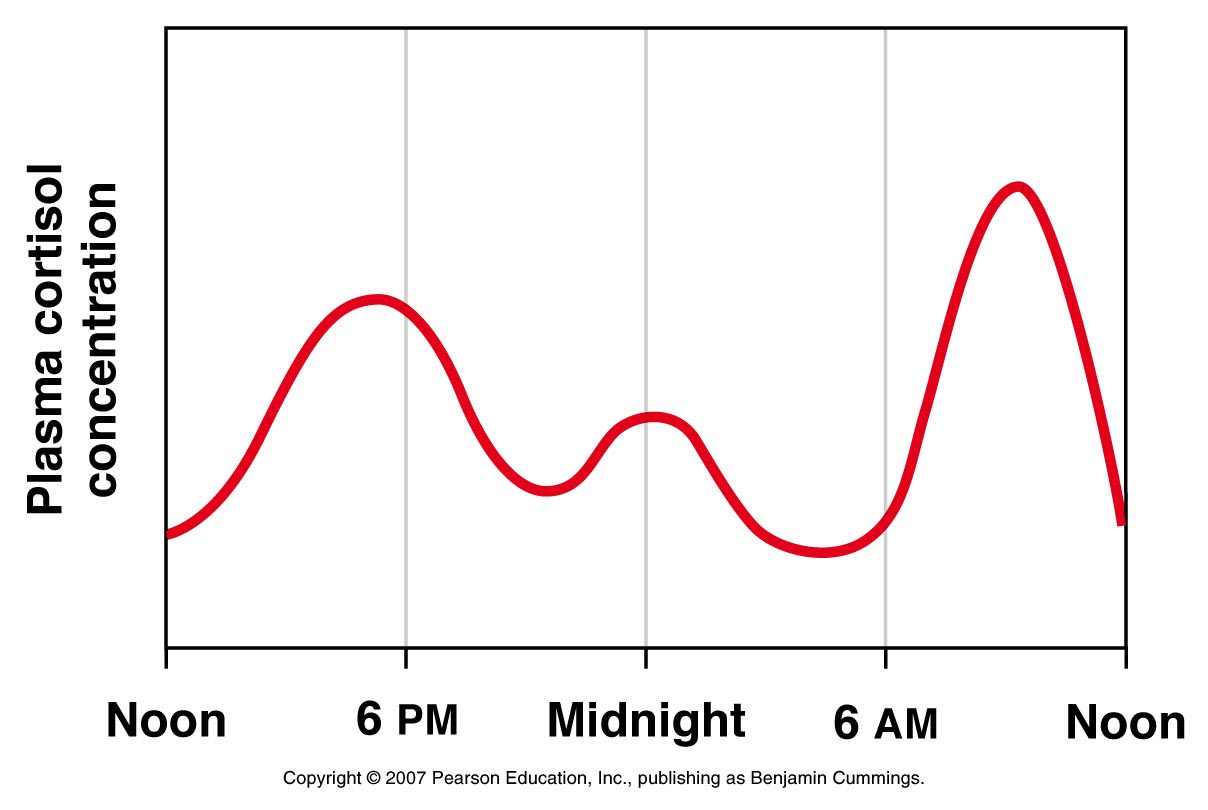 Plasma cortisol
concentration
Noon 6 PM Midnight 6 AM Noon
Copyright © 2007 Pearson Education, Inc., publishing as Benjamin Cummings.